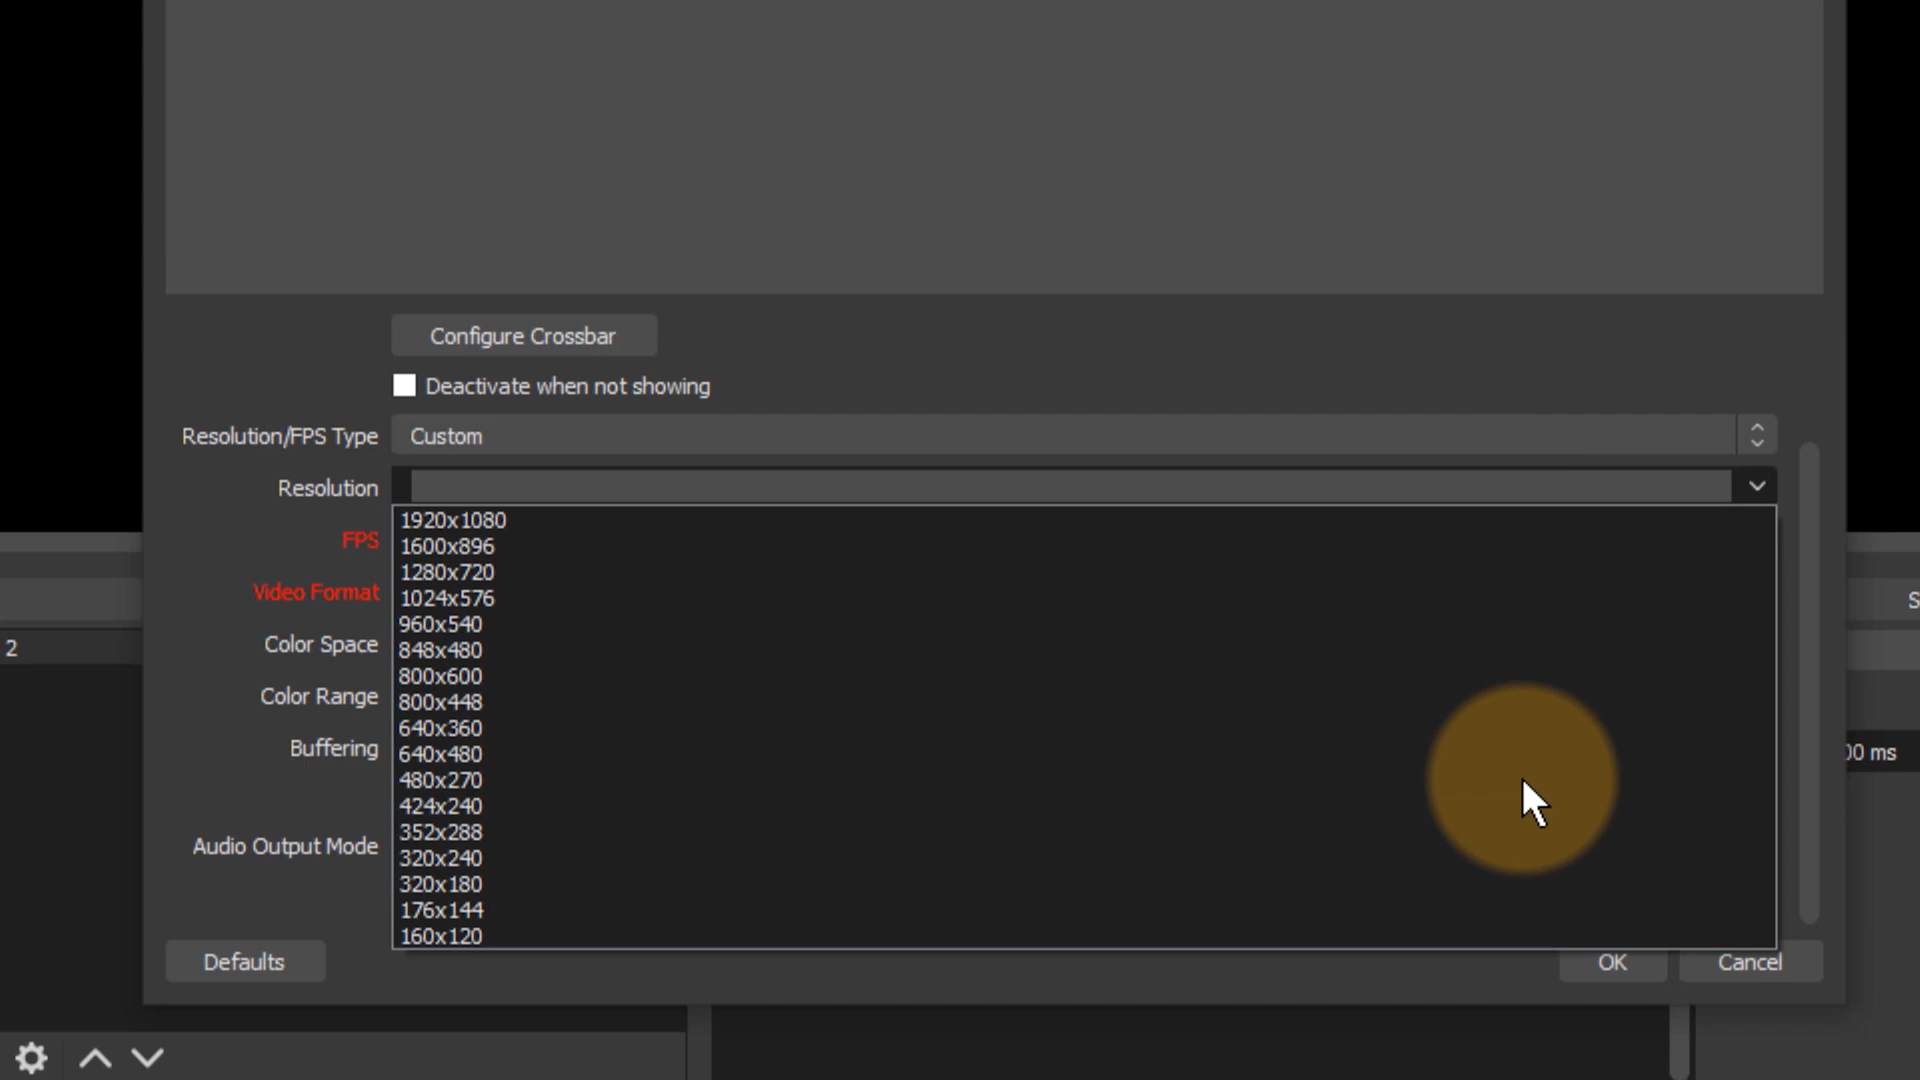 Configure Crossbar
Deactivate when not showing
Resolution/FPS Type
Custom
Resolution
1920x1080
1600x896
1280x720
1024x576
960x540
848x480
800x600
800x448
640x360
640x480
480x270
424x240
352x288
320x240
320x180
176x144
160x120
FPS
Video Format
Color Space
Color Range
Buffering
Audio Output Mode
2
S
00 ms
Defaults
OK
Cancel